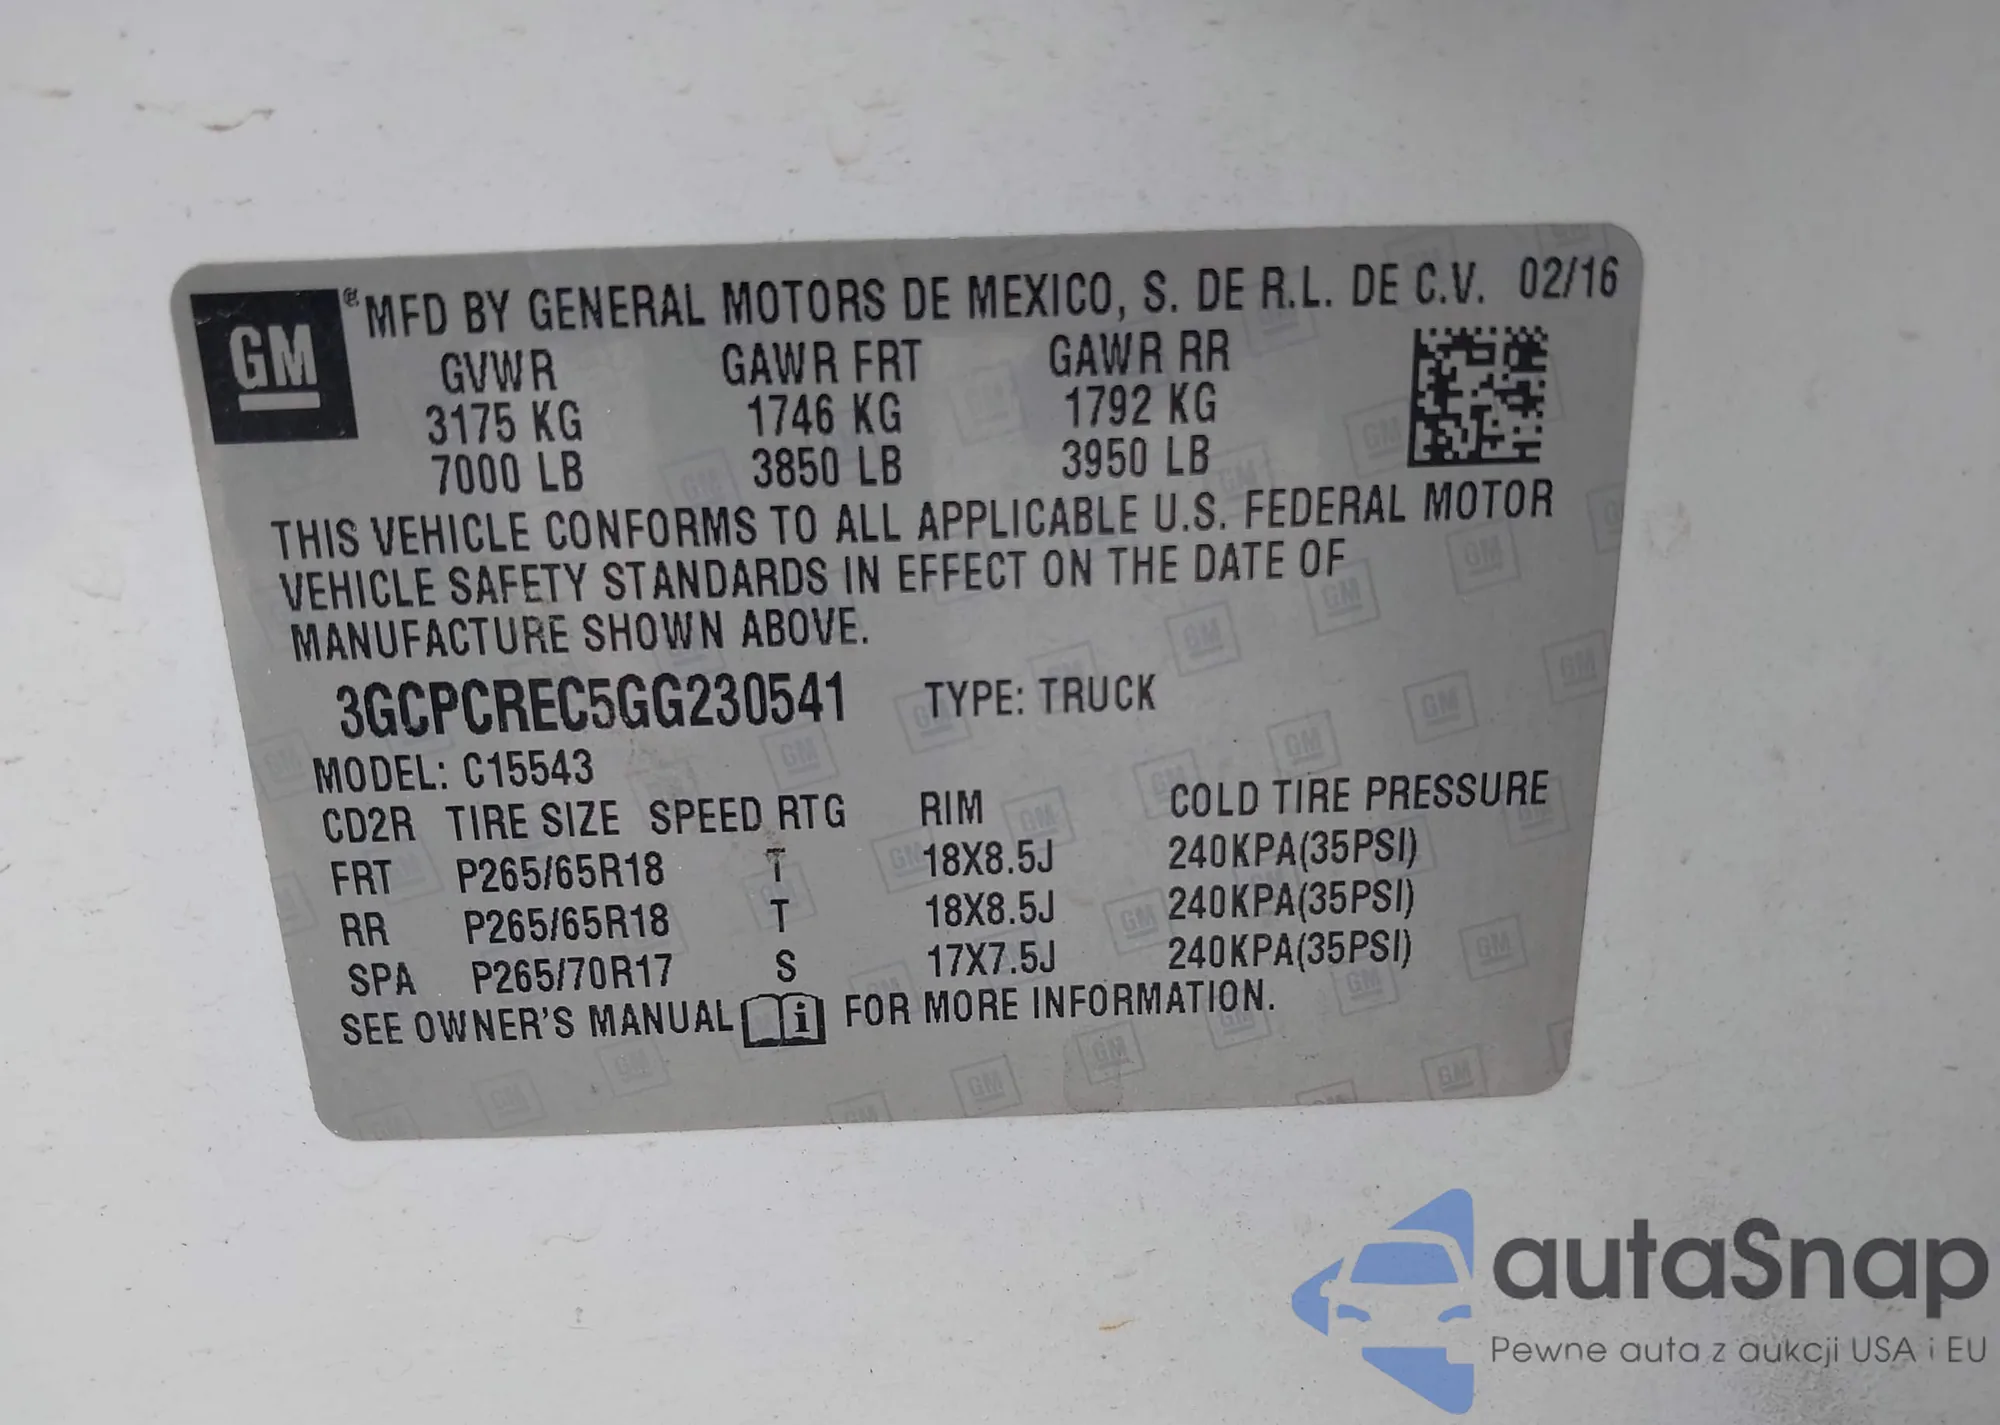 GM
® MFD BY GENERAL MOTORS DE MEXICO, S. DE R.L. DE C.V. 02/16
GVWR GAWR FRT GAWR RR
3175 KG 1746 KG 1792 KG
7000 LB 3850 LB 3950 LB
THIS VEHICLE CONFORMS TO ALL APPLICABLE U.S. FEDERAL MOTOR
VEHICLE SAFETY STANDARDS IN EFFECT ON THE DATE OF
MANUFACTURE SHOWN ABOVE.
3GCPCREC5GG230541 TYPE: TRUCK
MODEL: C15543
CD2R TIRE SIZE SPEED RTG RIM COLD TIRE PRESSURE
FRT P265/65R18 T 18X8.5J 240KPA(35PSI)
RR P265/65R18 T 18X8.5J 240KPA(35PSI)
SPA P265/70R17 S 17X7.5J 240KPA(35PSI)
SEE OWNER'S MANUAL i FOR MORE INFORMATION.
autaSnap
Pewne auta z aukcji USA i EU